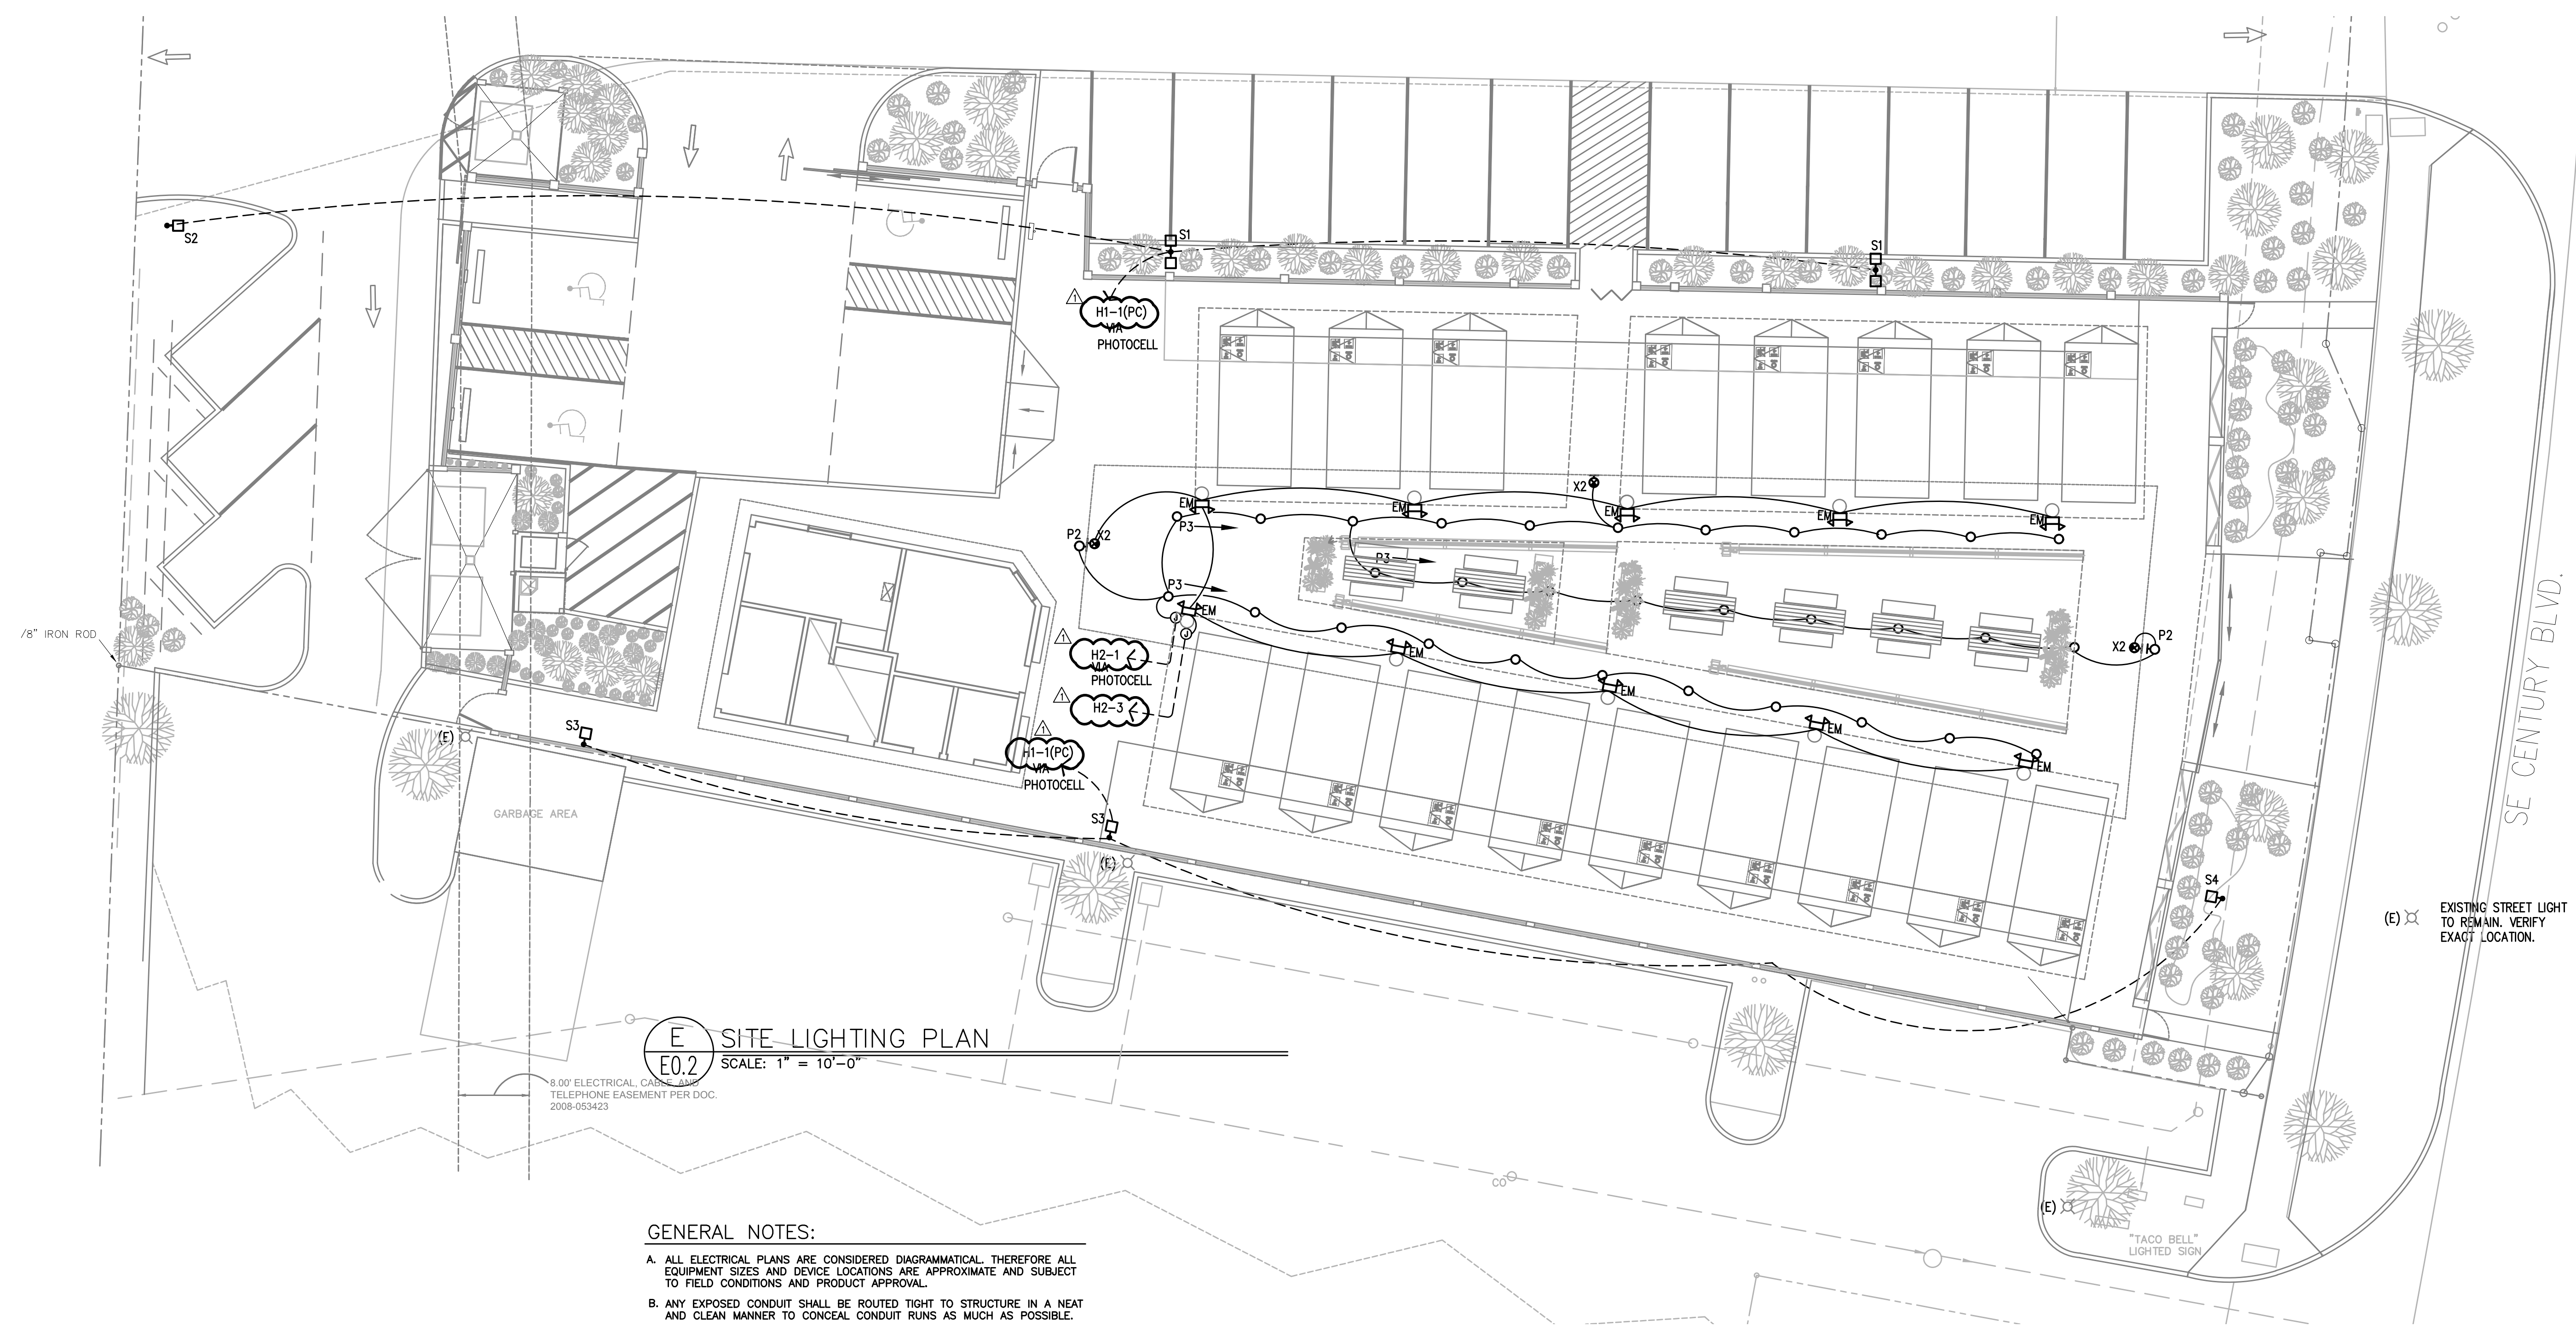 S2
S1
S1
1
H1-1(PC)
VIA
PHOTOCELL
X2
EM
EM
EM
EM
EM
P3
P2
X2
P3
P3
EM
J
J
1
H2-1
VIA
PHOTOCELL
1
H2-3
1
H1-1(PC)
VIA
PHOTOCELL
EM
EM
EM
EM
X2
P2
/8" IRON ROD
(E)
S3
S3
(E)
GARBAGE AREA
S4
SE CENTURY BLVD.
(E)
EXISTING STREET LIGHT
TO REMAIN. VERIFY
EXACT LOCATION.
E
E0.2
SITE LIGHTING PLAN
SCALE: 1" = 10'-0"
8.00' ELECTRICAL, CABLE, AND
TELEPHONE EASEMENT PER DOC.
2008-053423
CO
(E)
"TACO BELL"
LIGHTED SIGN
GENERAL NOTES:
A. ALL ELECTRICAL PLANS ARE CONSIDERED DIAGRAMMATICAL. THEREFORE ALL
EQUIPMENT SIZES AND DEVICE LOCATIONS ARE APPROXIMATE AND SUBJECT
TO FIELD CONDITIONS AND PRODUCT APPROVAL.
B. ANY EXPOSED CONDUIT SHALL BE ROUTED TIGHT TO STRUCTURE IN A NEAT
AND CLEAN MANNER TO CONCEAL CONDUIT RUNS AS MUCH AS POSSIBLE.